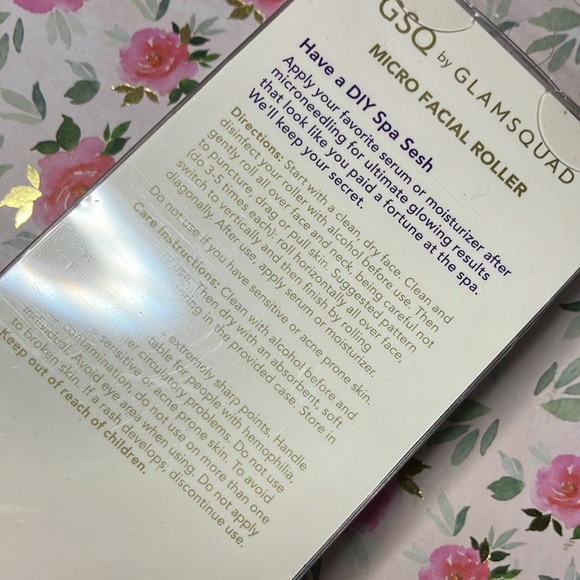 GSQ by GLAMSQUAD
MICRO FACIAL ROLLER
Have a DIY Spa Sesh
Apply your favorite serum or moisturizer after
microneedling for ultimate glowing results
that look like you paid a fortune at the spa.
We'll keep your secret.
Directions: Start with a clean, dry face. Clean and
disinfect your roller with alcohol before use. Then
gently roll all over face and neck, being careful not
to puncture, drag or pull skin. Suggested pattern
(do 3-5 times each): roll horizontally all over face,
switch to vertically and then finish by rolling
diagonally. After use, apply serum or moisturizer.
Do not use if you have sensitive or acne prone skin.
Care Instructions: Clean with alcohol before and
use. Then dry with an absorbent, soft
in the provided case. Store in
extremely sharp points. Handle
for people with hemophilia,
circulatory problems. Do not use
sensitive or acne prone skin. To avoid
contamination, do not use on more than one
individual. Avoid eye area when using. Do not apply
to broken skin. If a rash develops, discontinue use.
Keep out of reach of children.